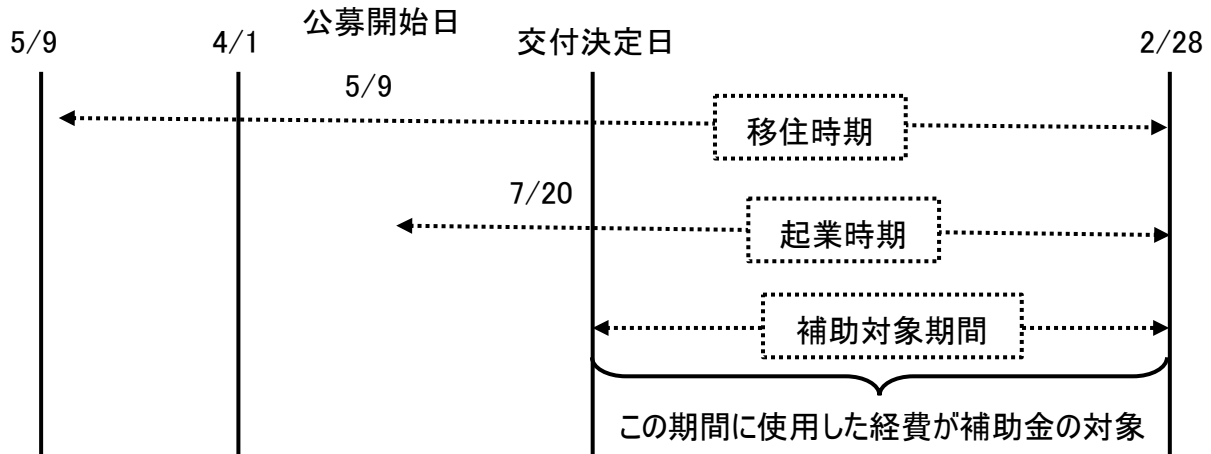 公募開始日
5/9
4/1
交付決定日
2/28
5/9
移住時期
7/20
起業時期
補助対象期間
この期間に使用した経費が補助金の対象